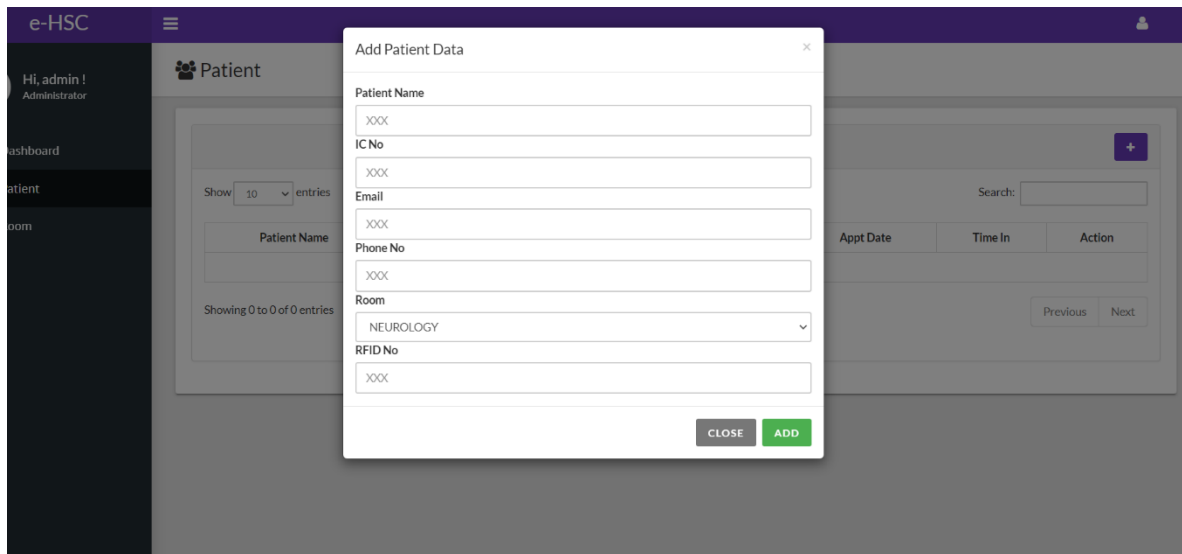 e-HSC
Hi, admin !
Administrator
ashboard
atient
oom
Patient
Show 10 entries
Search:
Patient Name
Appt Date
Time In
Action
Showing 0 to 0 of 0 entries
Previous
Next
Add Patient Data
×
Patient Name
XXX
IC No
XXX
Email
XXX
Phone No
XXX
Room
NEUROLOGY
RFID No
XXX
CLOSE
ADD